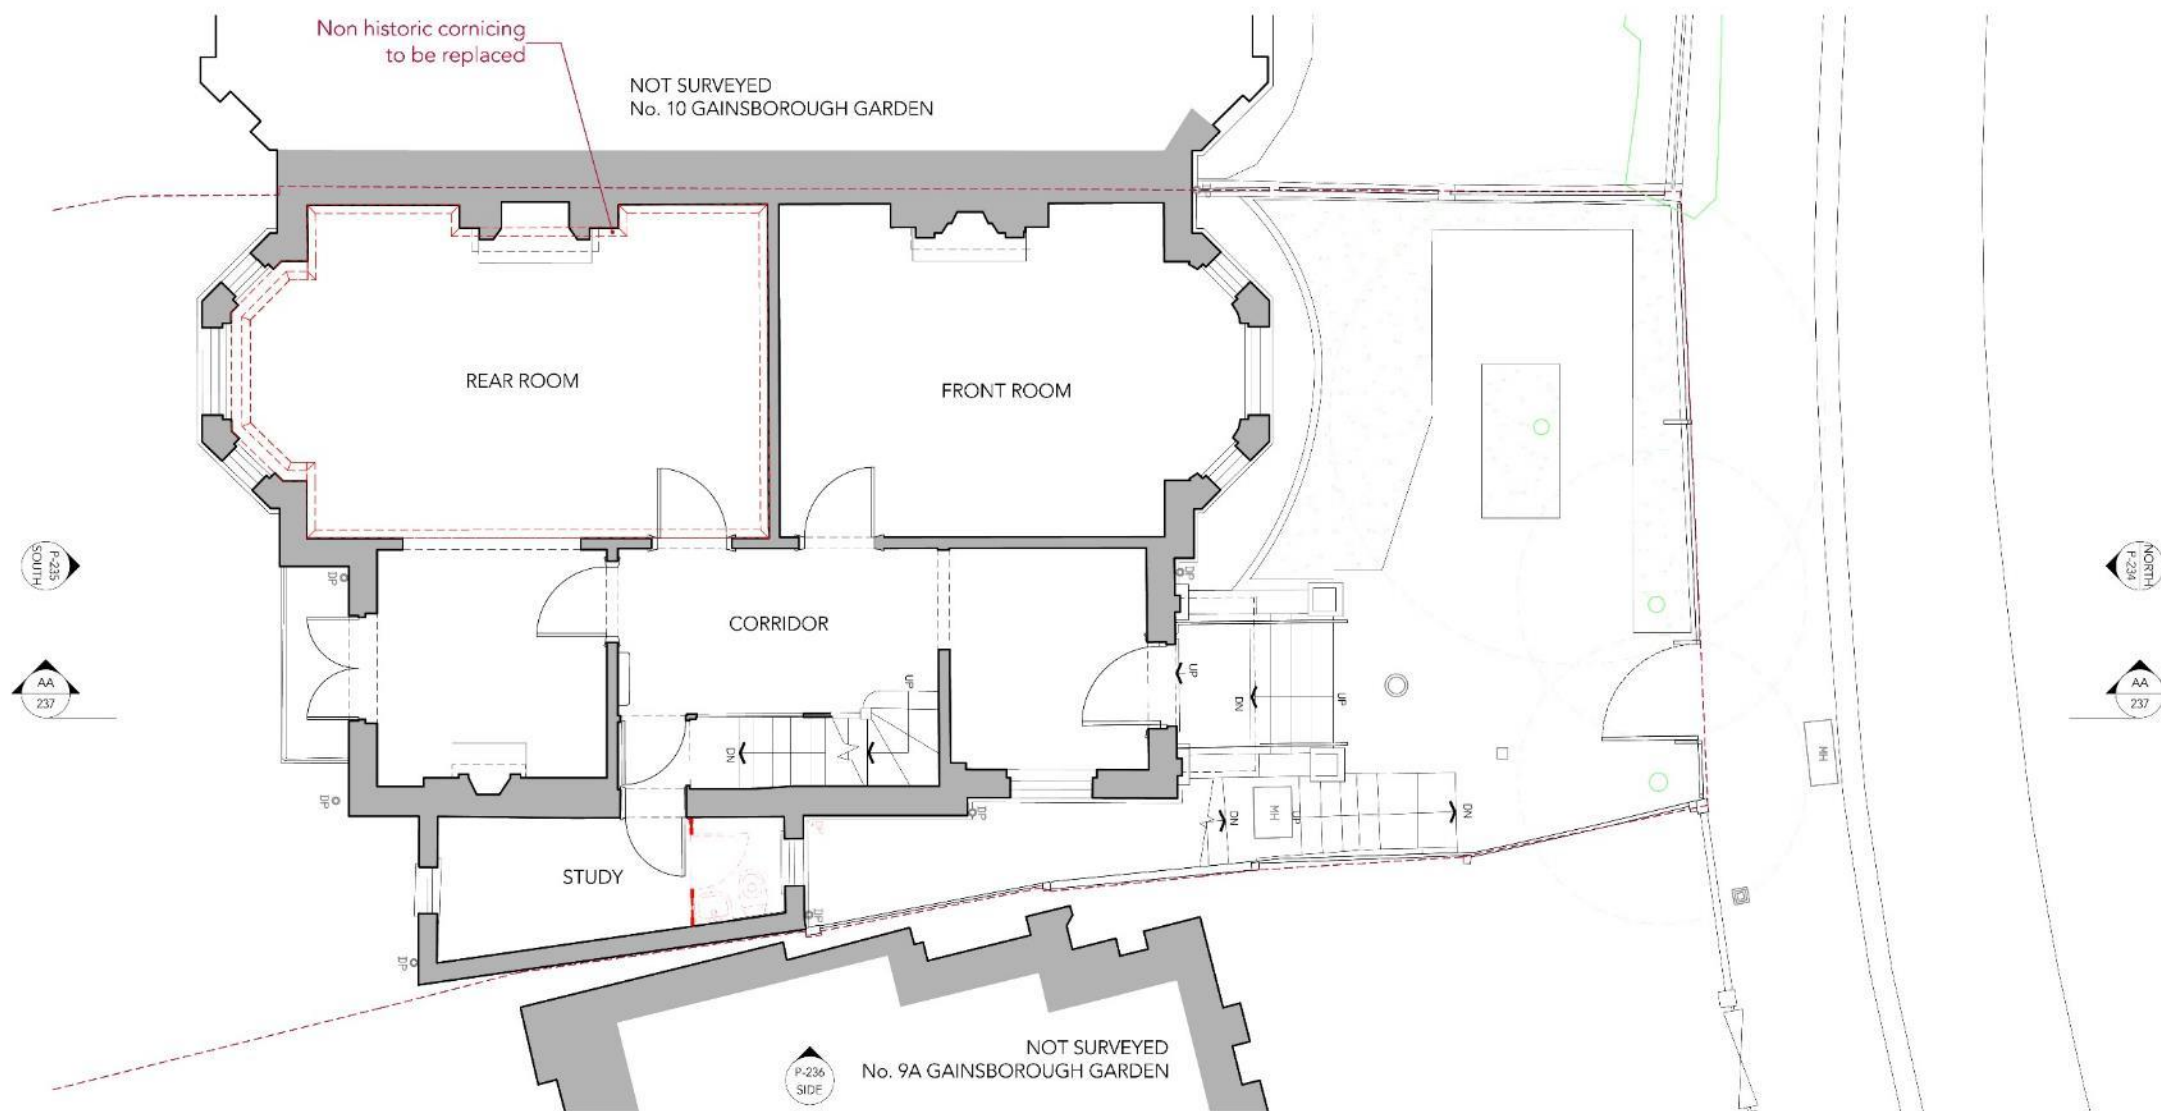 Non historic cornicing
to be replaced
NOT SURVEYED
No. 10 GAINSBOROUGH GARDEN
REAR ROOM
FRONT ROOM
P-235
SOUTH
NORTH
P-234
DP
DP
CORRIDOR
UP
UP
DN
UP
AA
237
AA
237
DN
MH
DP
DP
DN
MH
UP
DN
STUDY
DP
DP
NOT SURVEYED
No. 9A GAINSBOROUGH GARDEN
P-236
SIDE